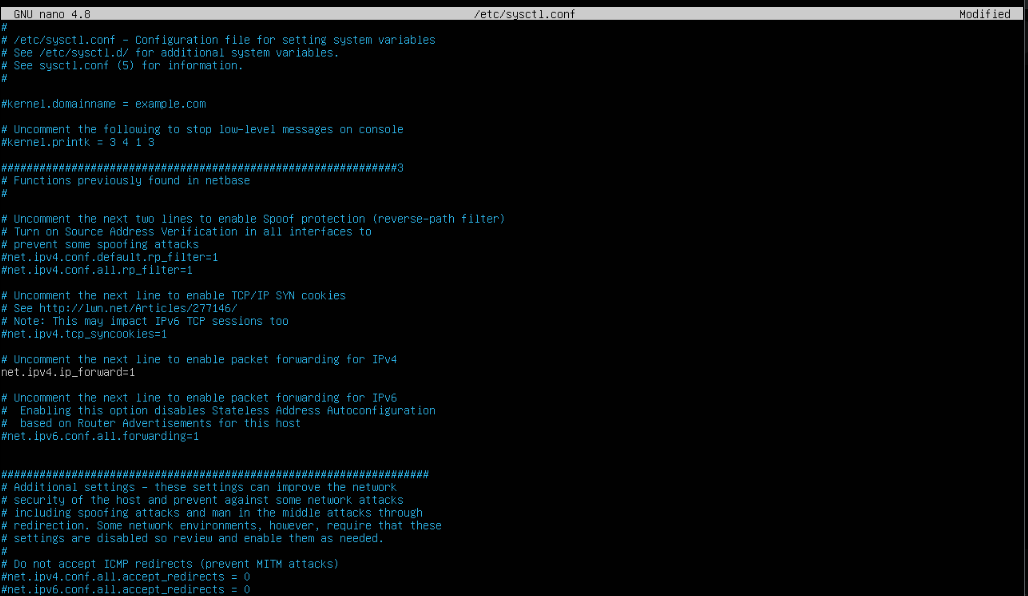 GNU nano 4.8 /etc/sysctl.conf Modified
#
# /etc/sysctl.conf - Configuration file for setting system variables
# See /etc/sysctl.d/ for additional system variables.
# See sysctl.conf (5) for information.
#
#kernel.domainname = example.com
# Uncomment the following to stop low-level messages on console
#kernel.printk = 3 4 1 3
##############################################################3
# Functions previously found in netbase
#
# Uncomment the next two lines to enable Spoof protection (reverse-path filter)
# Turn on Source Address Verification in all interfaces to
# prevent some spoofing attacks
#net.ipv4.conf.default.rp_filter=1
#net.ipv4.conf.all.rp_filter=1
# Uncomment the next line to enable TCP/IP SYN cookies
# See http://lwn.net/Articles/277146/
# Note: This may impact IPv6 TCP sessions too
#net.ipv4.tcp_syncookies=1
# Uncomment the next line to enable packet forwarding for IPv4
net.ipv4.ip_forward=1
# Uncomment the next line to enable packet forwarding for IPv6
#  Enabling this option disables Stateless Address Autoconfiguration
#  based on Router Advertisements for this host
#net.ipv6.conf.all.forwarding=1
###################################################################
# Additional settings - these settings can improve the network
# security of the host and prevent against some network attacks
# including spoofing attacks and man in the middle attacks through
# redirection. Some network environments, however, require that these
# settings are disabled so review and enable them as needed.
#
# Do not accept ICMP redirects (prevent MITM attacks)
#net.ipv4.conf.all.accept_redirects = 0
#net.ipv6.conf.all.accept_redirects = 0